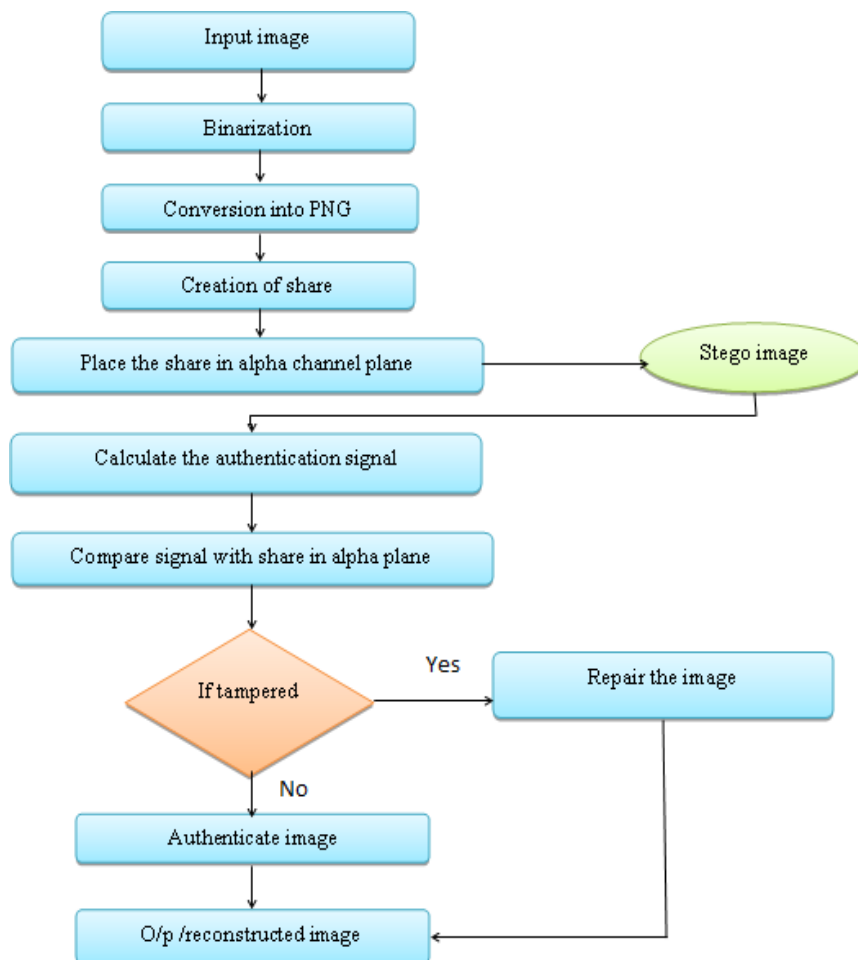 Input image
Binarization
Conversion into PNG
Creation of share
Place the share in alpha channel plane
Stego image
Calculate the authentication signal
Compare signal with share in alpha plane
If tampered
Yes
Repair the image
No
Authenticate image
O/p /reconstructed image